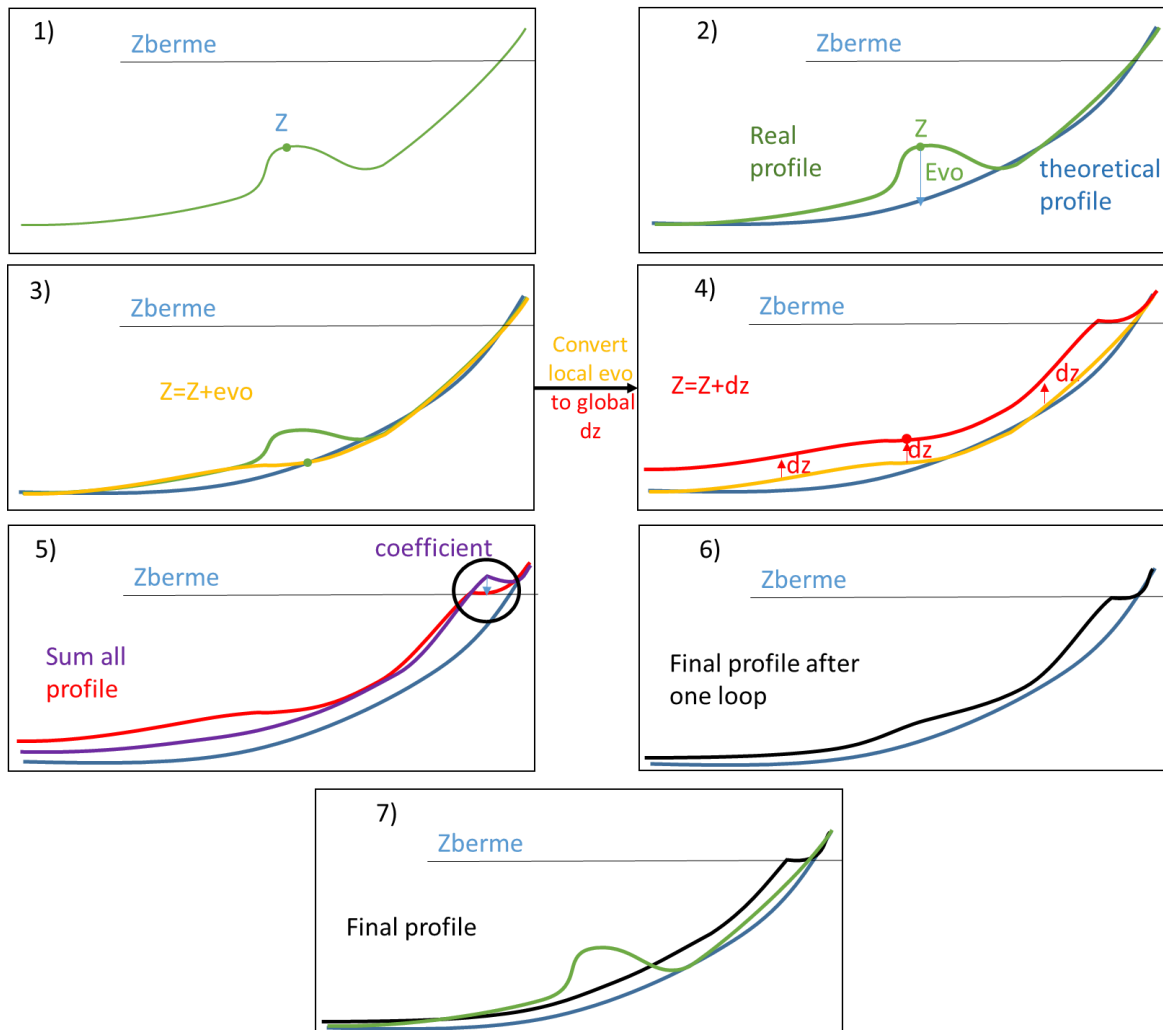 1)
Zberme
Z
2)
Zberme
Real
profile
Z
Evo
theoretical
profile
3)
Zberme
Z=Z+evo
Convert
local evo
to global
dz
4)
Zberme
Z=Z+dz
dz
dz
dz
5)
coefficient
Zberme
Sum all
profile
6)
Zberme
Final profile after
one loop
7)
Zberme
Final profile